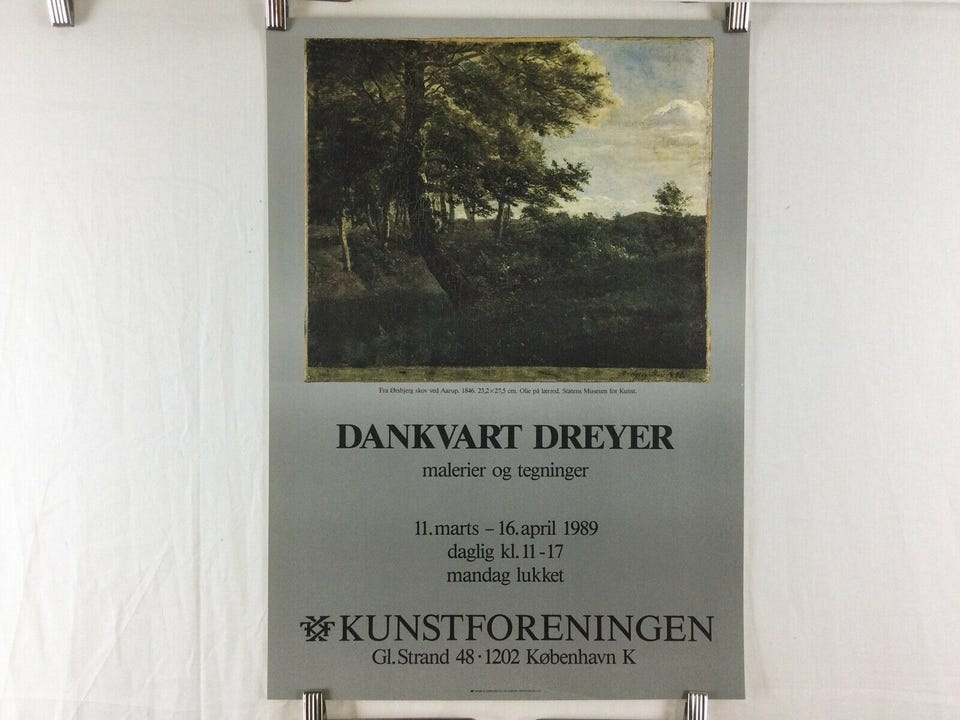 Fra Ørsbjerg skov ved Aarup. 1846. 23,2×27,5 cm. Olie på lærred. Statens Museum for Kunst.
DANKVART DREYER
malerier og tegninger
11. marts – 16. april 1989
daglig kl. 11-17
mandag lukket
KUNSTFORENINGEN
Gl. Strand 48 · 1202 København K